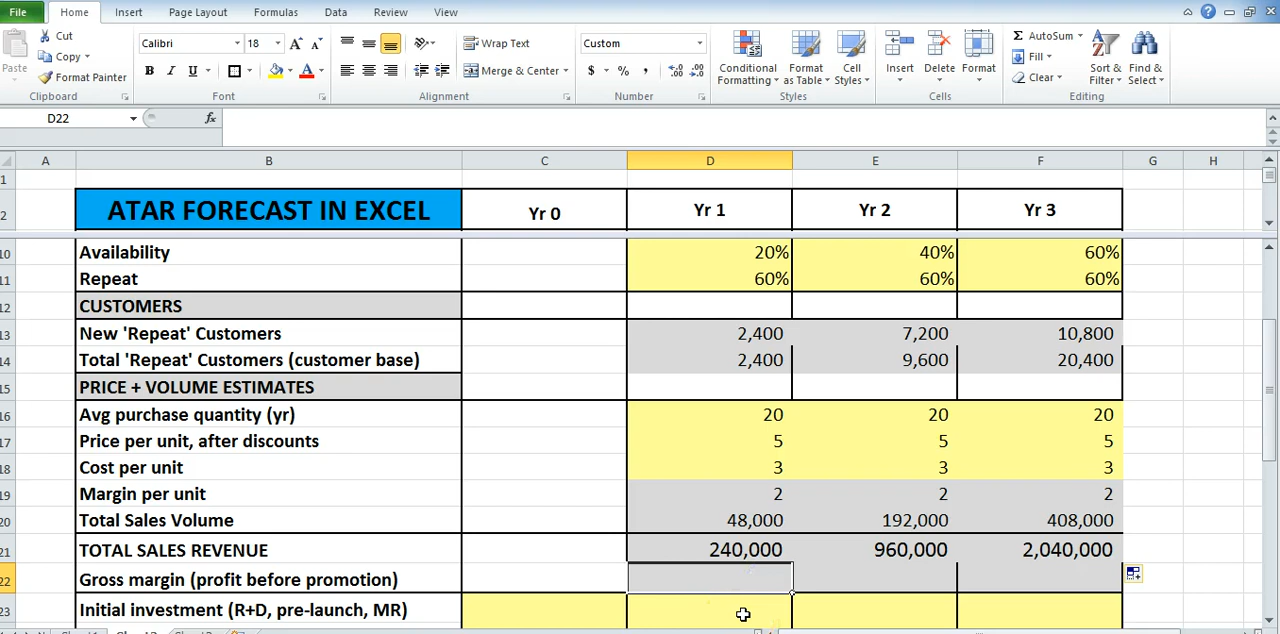 File Home Insert Page Layout Formulas Data Review View
Cut Calibri 18 A A Wrap Text Custom AutoSum
Paste Copy Fill
Format Painter B I U A Merge & Center $ % , .00 .0 Conditional Formatting Format as Table Cell Styles Insert Delete Format Clear Sort & Filter Find & Select
Clipboard Font Alignment Number Styles Cells Editing
D22 fx
A B C D E F G H
1
2 ATAR FORECAST IN EXCEL Yr 0 Yr 1 Yr 2 Yr 3
10 Availability 20% 40% 60%
11 Repeat 60% 60% 60%
12 CUSTOMERS
13 New 'Repeat' Customers 2,400 7,200 10,800
14 Total 'Repeat' Customers (customer base) 2,400 9,600 20,400
15 PRICE + VOLUME ESTIMATES
16 Avg purchase quantity (yr) 20 20 20
17 Price per unit, after discounts 5 5 5
18 Cost per unit 3 3 3
19 Margin per unit 2 2 2
20 Total Sales Volume 48,000 192,000 408,000
21 TOTAL SALES REVENUE 240,000 960,000 2,040,000
22 Gross margin (profit before promotion)
23 Initial investment (R+D, pre-launch, MR)